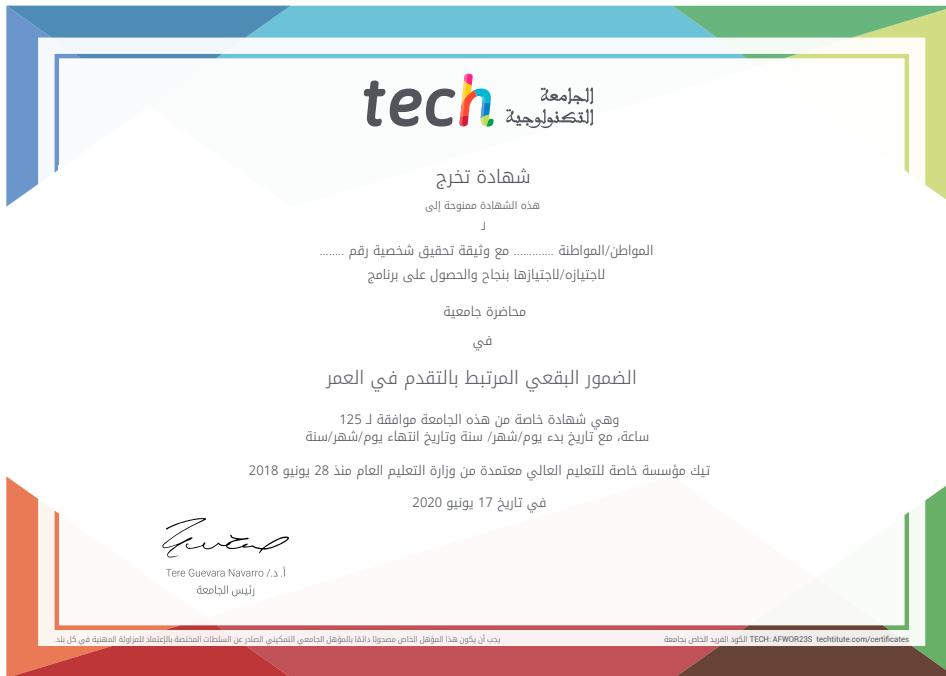 tech الجامعة
التكنولوجية
شهادة تخرج
هذه الشهادة ممنوحة إلى
لـ
المواطن/المواطنة ............ مع وثيقة تحقيق شخصية رقم ........
لاجتيازه/لاجتيازها بنجاح والحصول على برنامج
محاضرة جامعية
في
الضمور البقعي المرتبط بالتقدم في العمر
وهي شهادة خاصة من هذه الجامعة موافقة لـ 125
ساعة، مع تاريخ بدء يوم/شهر/ سنة وتاريخ انتهاء يوم/شهر/سنة
تيك مؤسسة خاصة للتعليم العالي معتمدة من وزارة التعليم العام منذ 28 يونيو 2018
في تاريخ 17 يونيو 2020
أ. د./ Tere Guevara Navarro
رئيس الجامعة
يجب أن يكون هذا المؤهل الخاص مصحوبًا دائمًا بالمؤهل الجامعي التمكيني الصادر عن السلطات المختصة بالإعتماد للمزاولة المهنية في كل بلد.
الكود الفريد الخاص بجامعة TECH: AFWOR23S techtitute.com/certificates